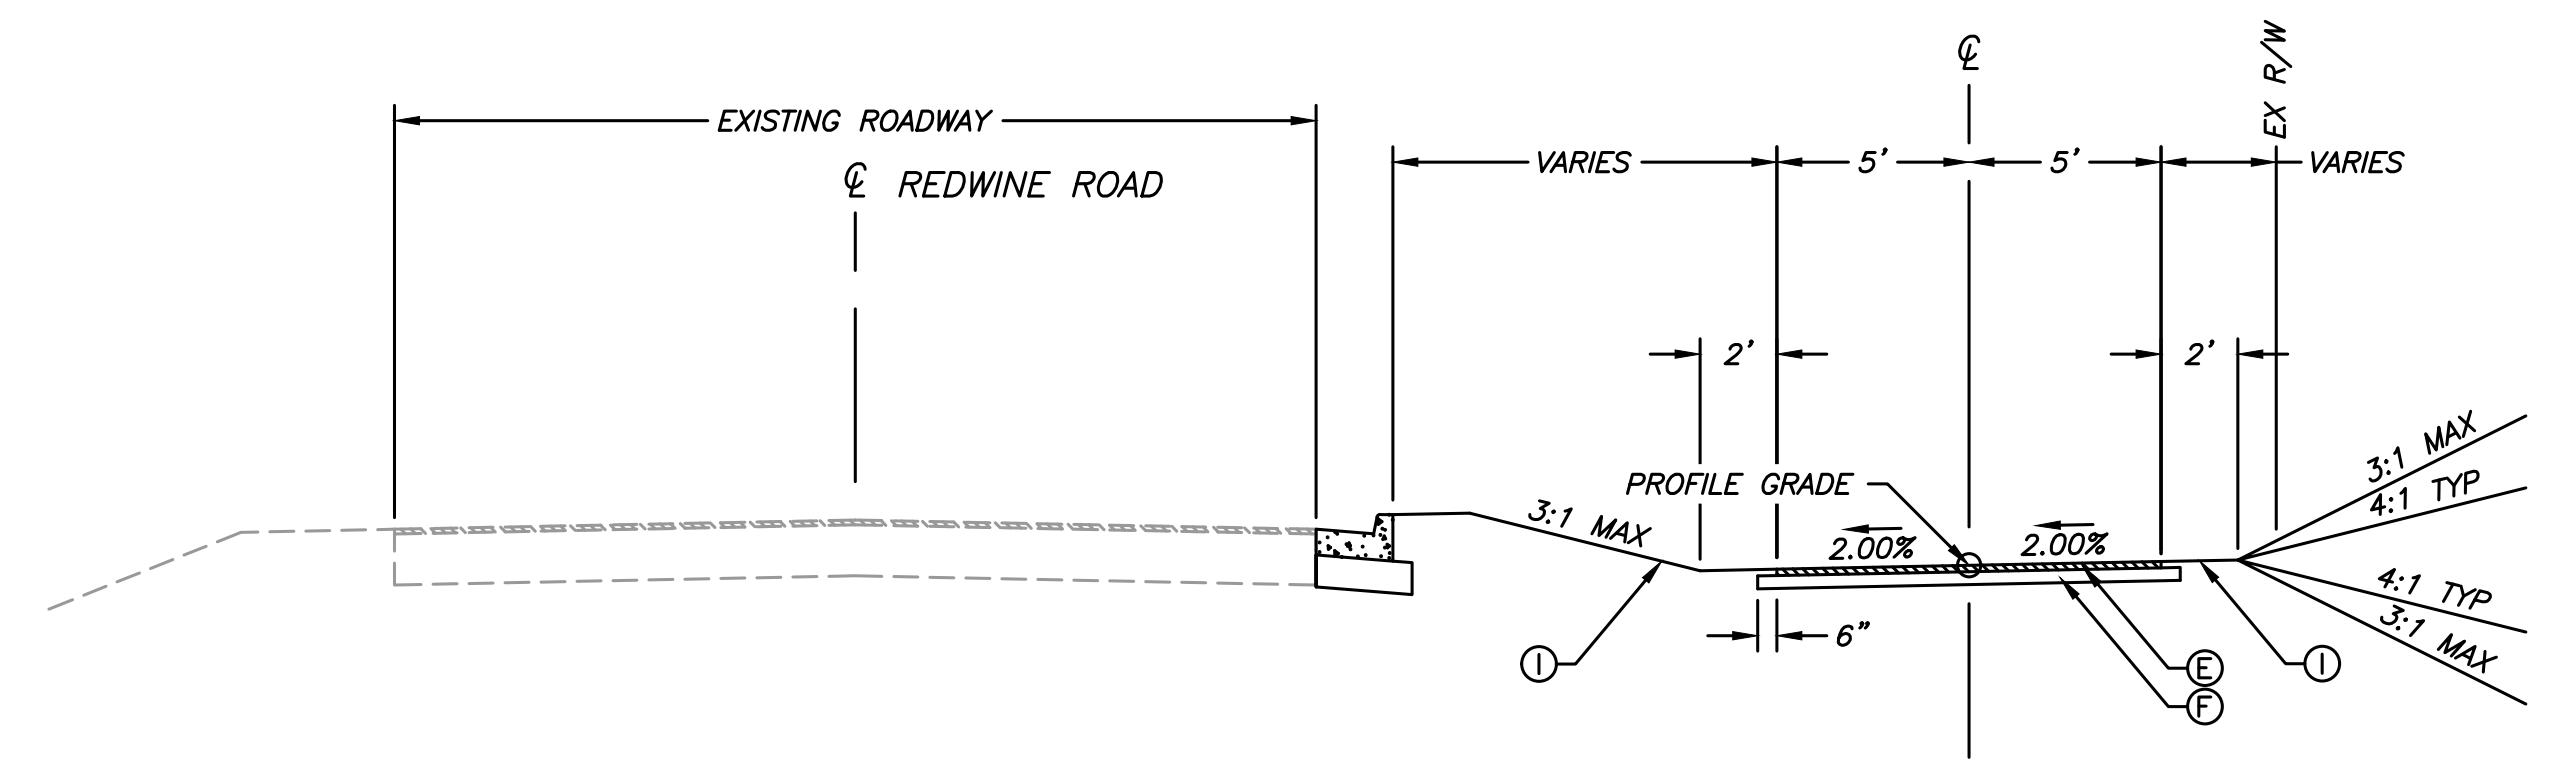 ℄
EX R/W
EXISTING ROADWAY
℄ REDWINE ROAD
VARIES
5'
5'
VARIES
2'
2'
PROFILE GRADE
3:1 MAX
2.00%
2.00%
3:1 MAX
4:1 TYP
4:1 TYP
3:1 MAX
6"
I
E
F
I